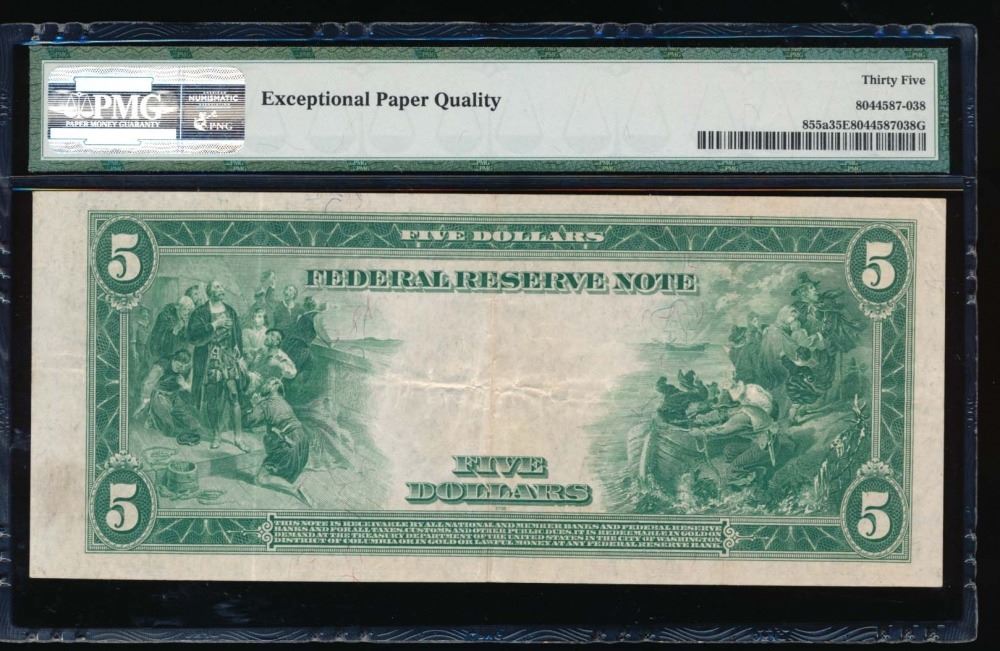 PMG
PAPER MONEY GUARANTY
NUMISMATIC
PNG
Exceptional Paper Quality
Thirty Five
8044587-038
855a35E8044587038G
FIVE DOLLARS
5
5
FEDERAL RESERVE NOTE
FIVE
DOLLARS
5
5
THIS NOTE IS RECEIVABLE BY ALL NATIONAL AND MEMBER BANKS AND FEDERAL RESERVE
BANKS AND FOR ALL TAXES, CUSTOMS AND OTHER PUBLIC DUES. IT IS REDEEMABLE IN GOLD ON
DEMAND AT THE TREASURY DEPARTMENT OF THE UNITED STATES IN THE CITY OF WASHINGTON,
DISTRICT OF COLUMBIA OR IN GOLD OR LAWFUL MONEY AT ANY FEDERAL RESERVE BANK.